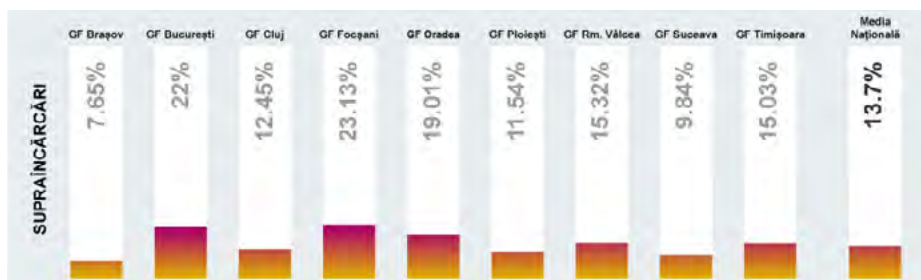 GF Brașov GF București GF Cluj GF Focșani GF Oradea GF Ploiești GF Rm. Vâlcea GF Suceava GF Timișoara Media Națională
SUPRAÎNCĂRCĂRI
7.65% 22% 12.45% 23.13% 19.01% 11.54% 15.32% 9.84% 15.03% 13.7%